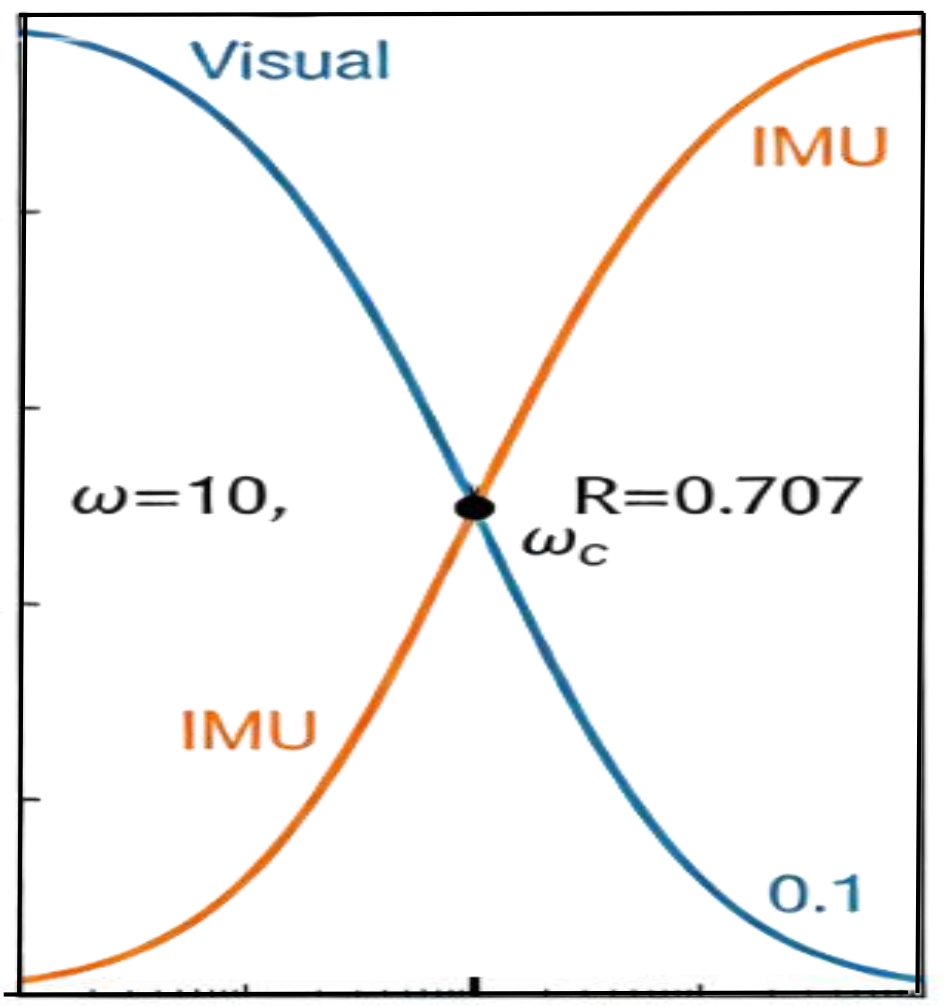 Visual
IMU
ω=10,
R=0.707
ωc
IMU
0.1